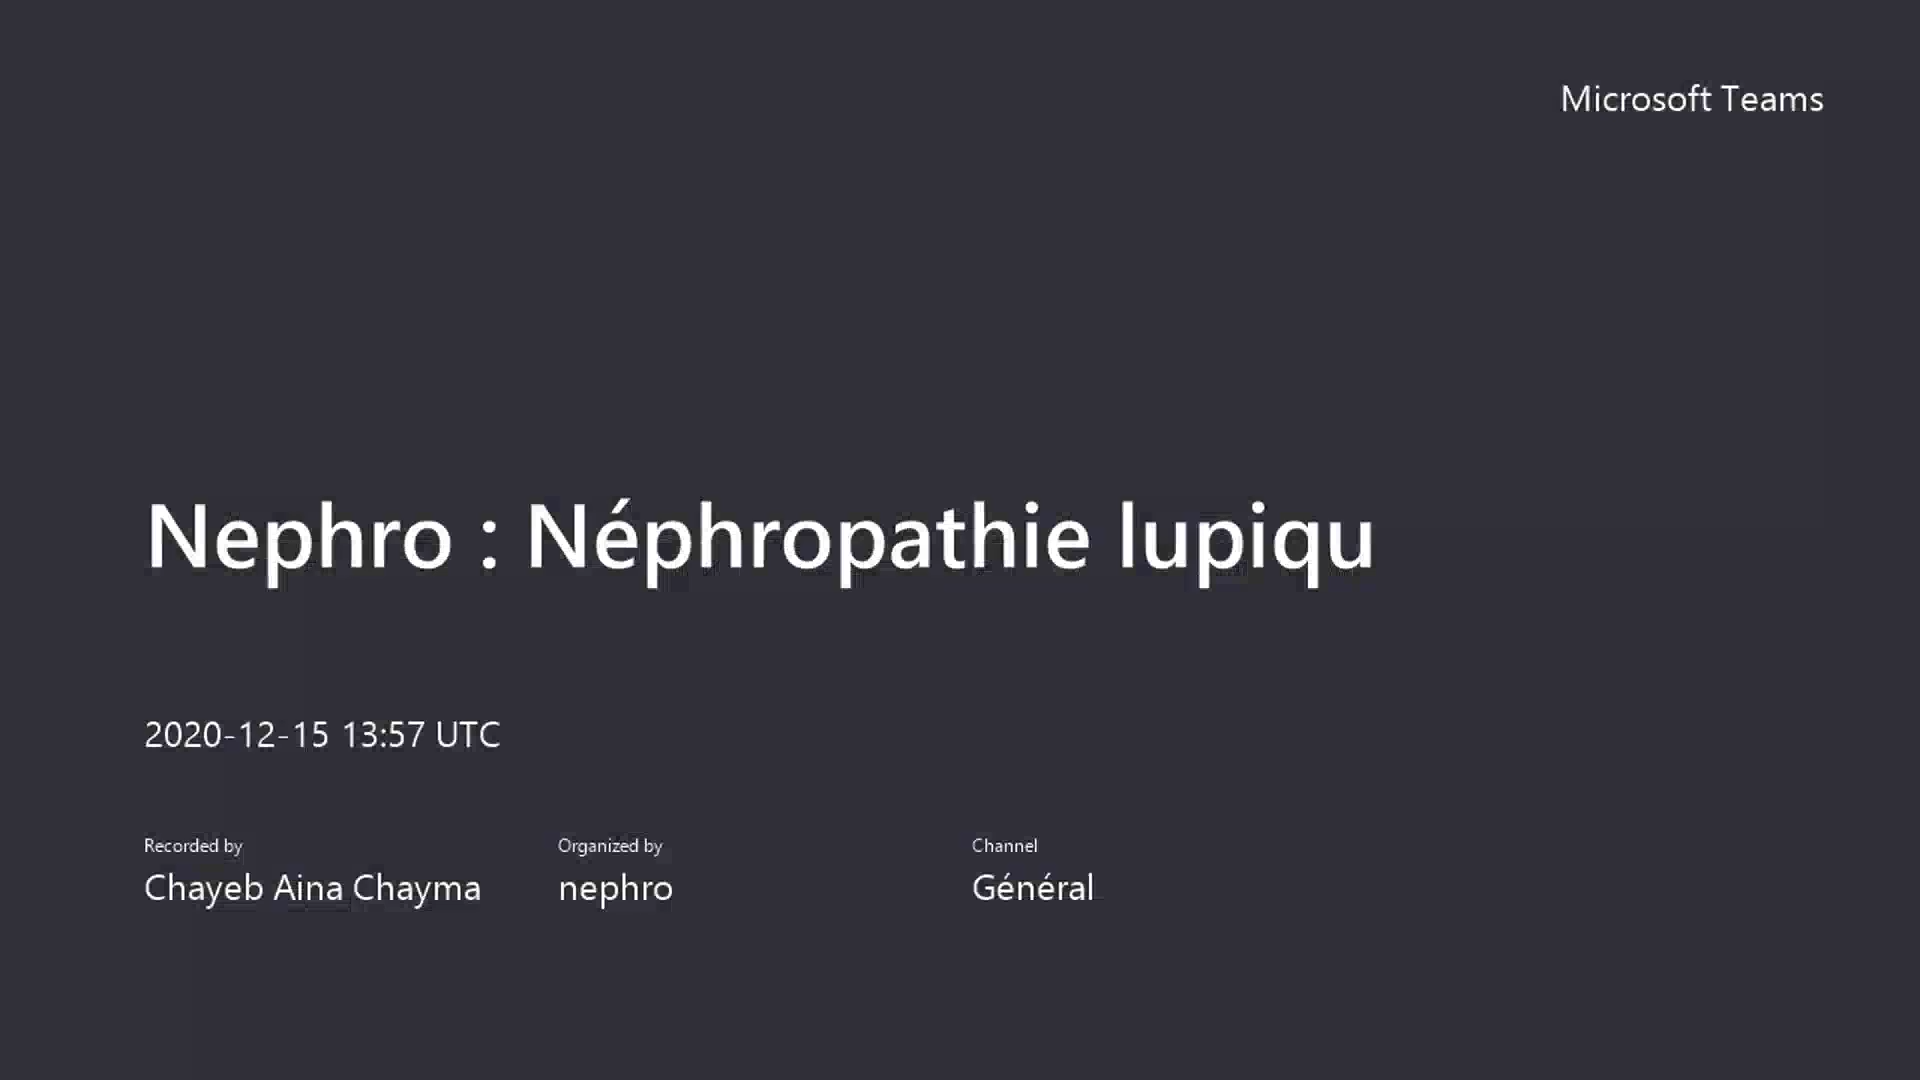 Microsoft Teams
Nephro : Néphropathie lupiqu
2020-12-15 13:57 UTC
Recorded by
Chayeb Aina Chayma
Organized by
nephro
Channel
Général